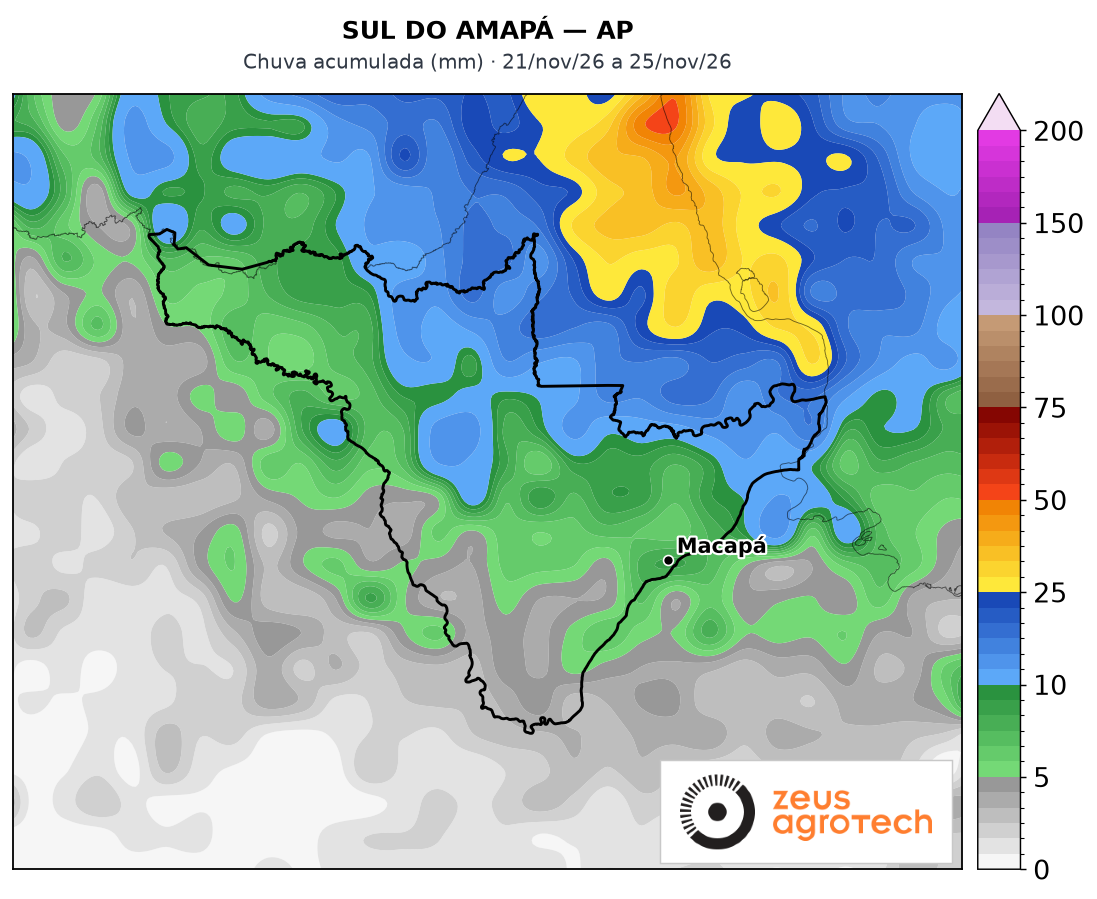 SUL DO AMAPÁ — AP
Chuva acumulada (mm) · 21/nov/26 a 25/nov/26
200
150
100
75
50
25
10
5
0
Macapá
zeus
agrotech